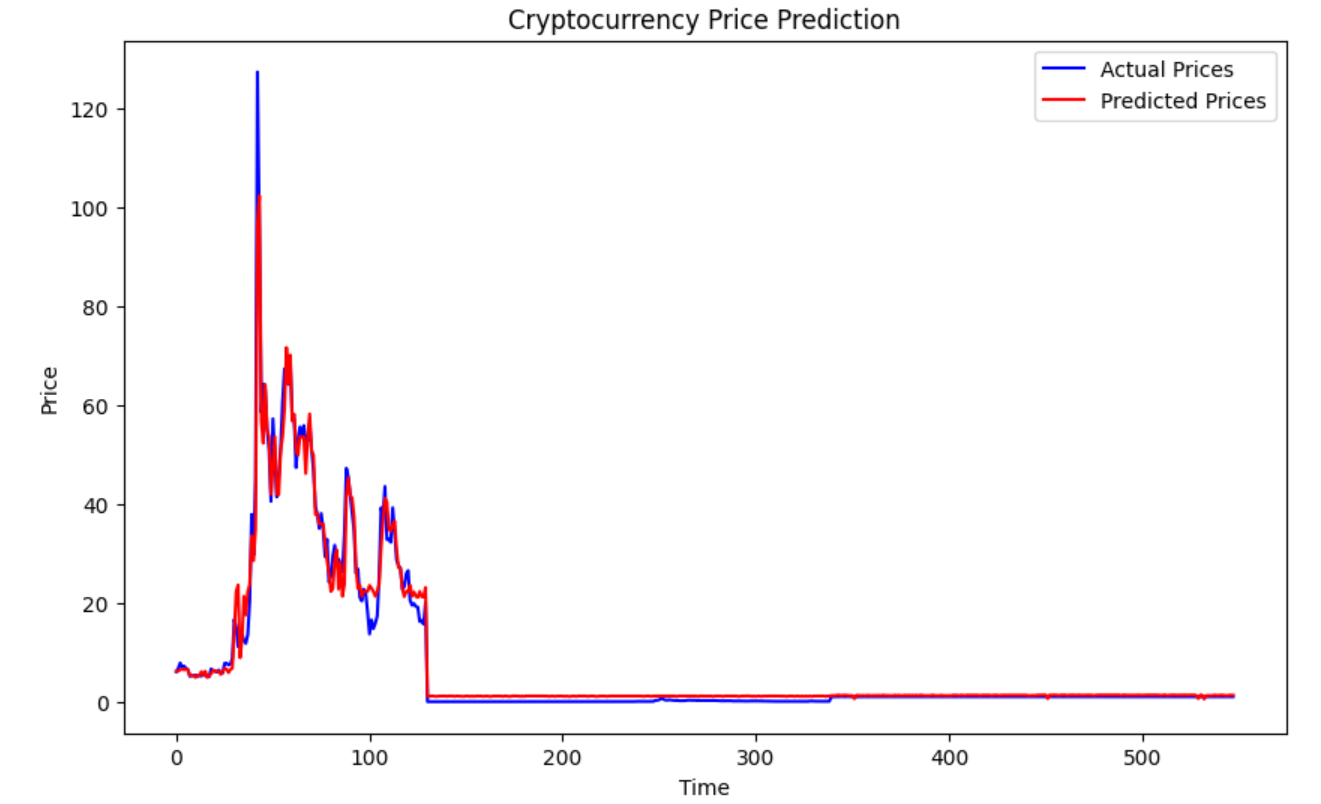 Cryptocurrency Price Prediction
Actual Prices
Predicted Prices
120
100
80
60
40
20
0
Price
0 100 200 300 400 500
Time